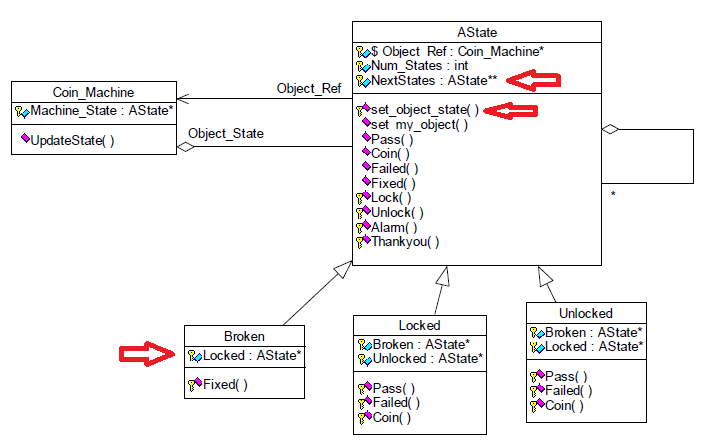 AState
$ Object_Ref : Coin_Machine*
Num_States : int
NextStates : AState**
set_object_state( )
set_my_object( )
Pass( )
Coin( )
Failed( )
Fixed( )
Lock( )
Unlock( )
Alarm( )
Thankyou( )
Coin_Machine
Machine_State : AState*
UpdateState( )
Object_Ref
Object_State
*
Broken
Locked : AState*
Fixed( )
Locked
Broken : AState*
Unlocked : AState*
Pass( )
Failed( )
Coin( )
Unlocked
Broken : AState*
Locked : AState*
Pass( )
Failed( )
Coin( )